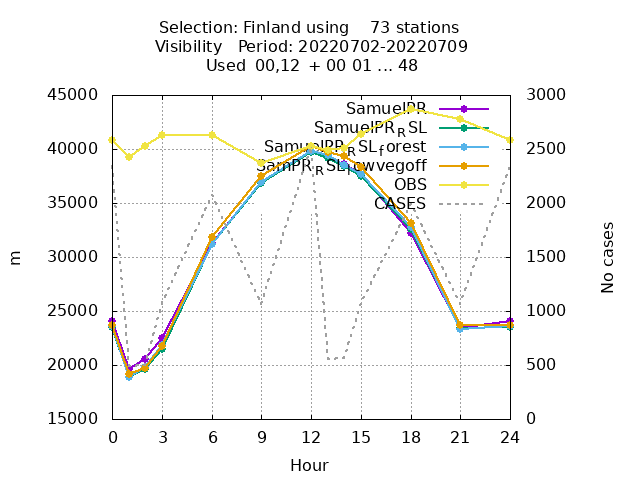 Selection: Finland using 73 stations
Visibility Period: 20220702-20220709
Used 00,12 + 00 01 ... 48
45000
40000
35000
30000
25000
20000
15000
m
3000
2500
2000
1500
1000
500
0
No cases
SamuelPR
SamuelPR_RSL
SamuelPR_RSL_forest
SamPR_RSL_lowvegoff
OBS
CASES
0 3 6 9 12 15 18 21 24
Hour